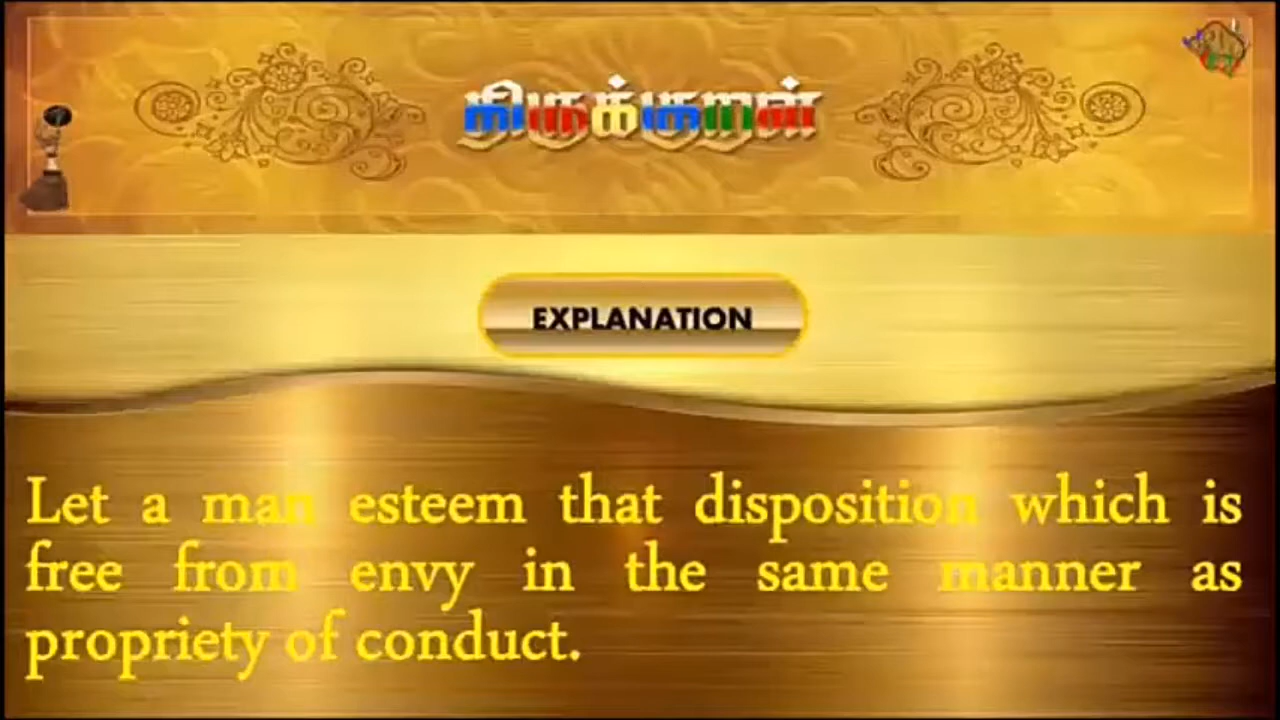 திருக்குறள்
EXPLANATION
Let a man esteem that disposition which is
free from envy in the same manner as
propriety of conduct.